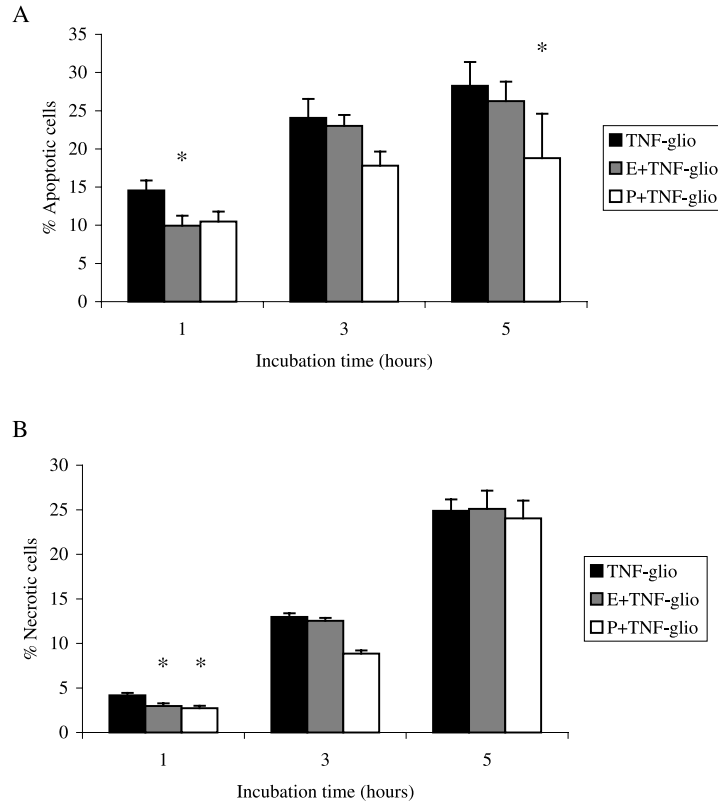 A
35
30
25
20
15
10
5
0
% Apoptotic cells
*
*
1
3
5
Incubation time (hours)
TNF-glio
E+TNF-glio
P+TNF-glio
B
30
25
20
15
10
5
0
% Necrotic cells
* *
1
3
5
Incubation time (hours)
TNF-glio
E+TNF-glio
P+TNF-glio